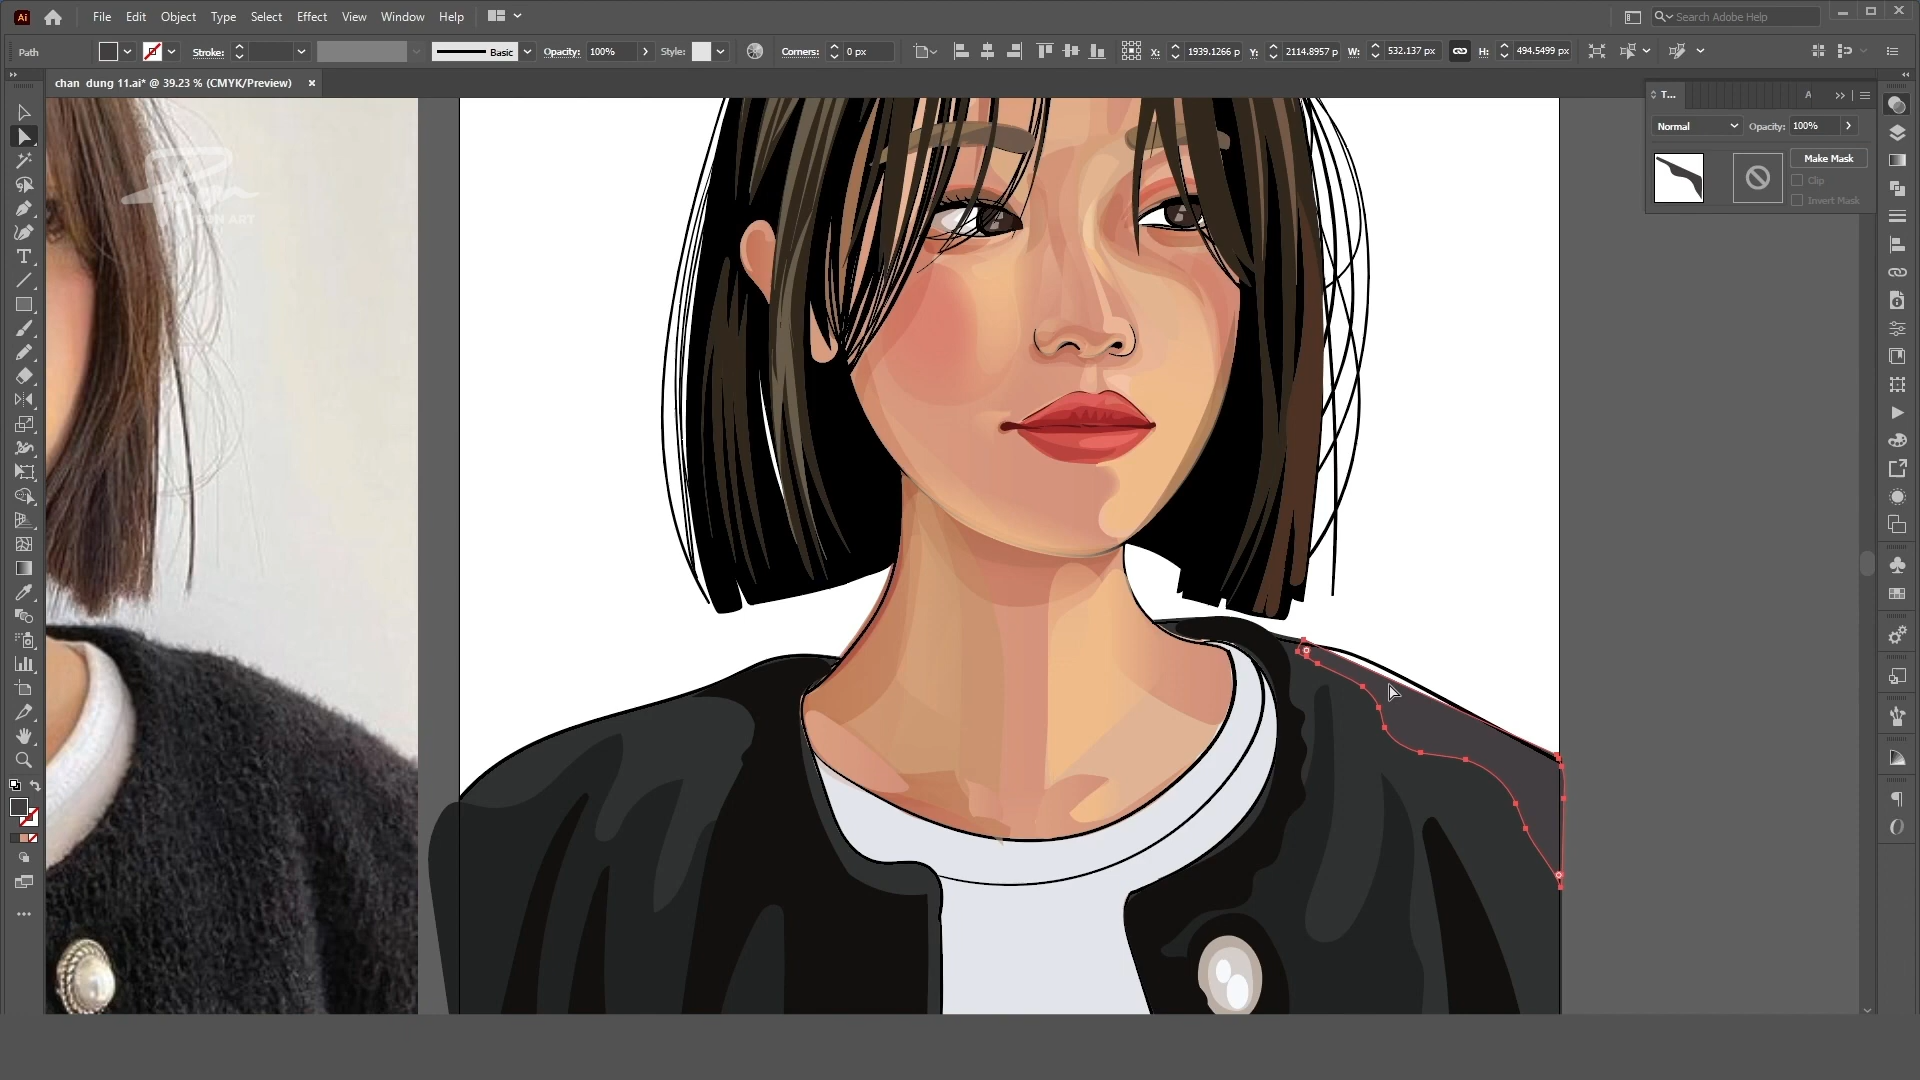 Ai File Edit Object Type Select Effect View Window Help Search Adobe Help
Path Stroke: Basic Opacity: 100% Style: Corners: 0 px X: 1939.1266 p Y: 2114.8957 p W: 532.137 px H: 494.5499 px
chan dung 11.ai* @ 39.23 % (CMYK/Preview)
T... A
Normal Opacity: 100%
Make Mask
Clip
Invert Mask